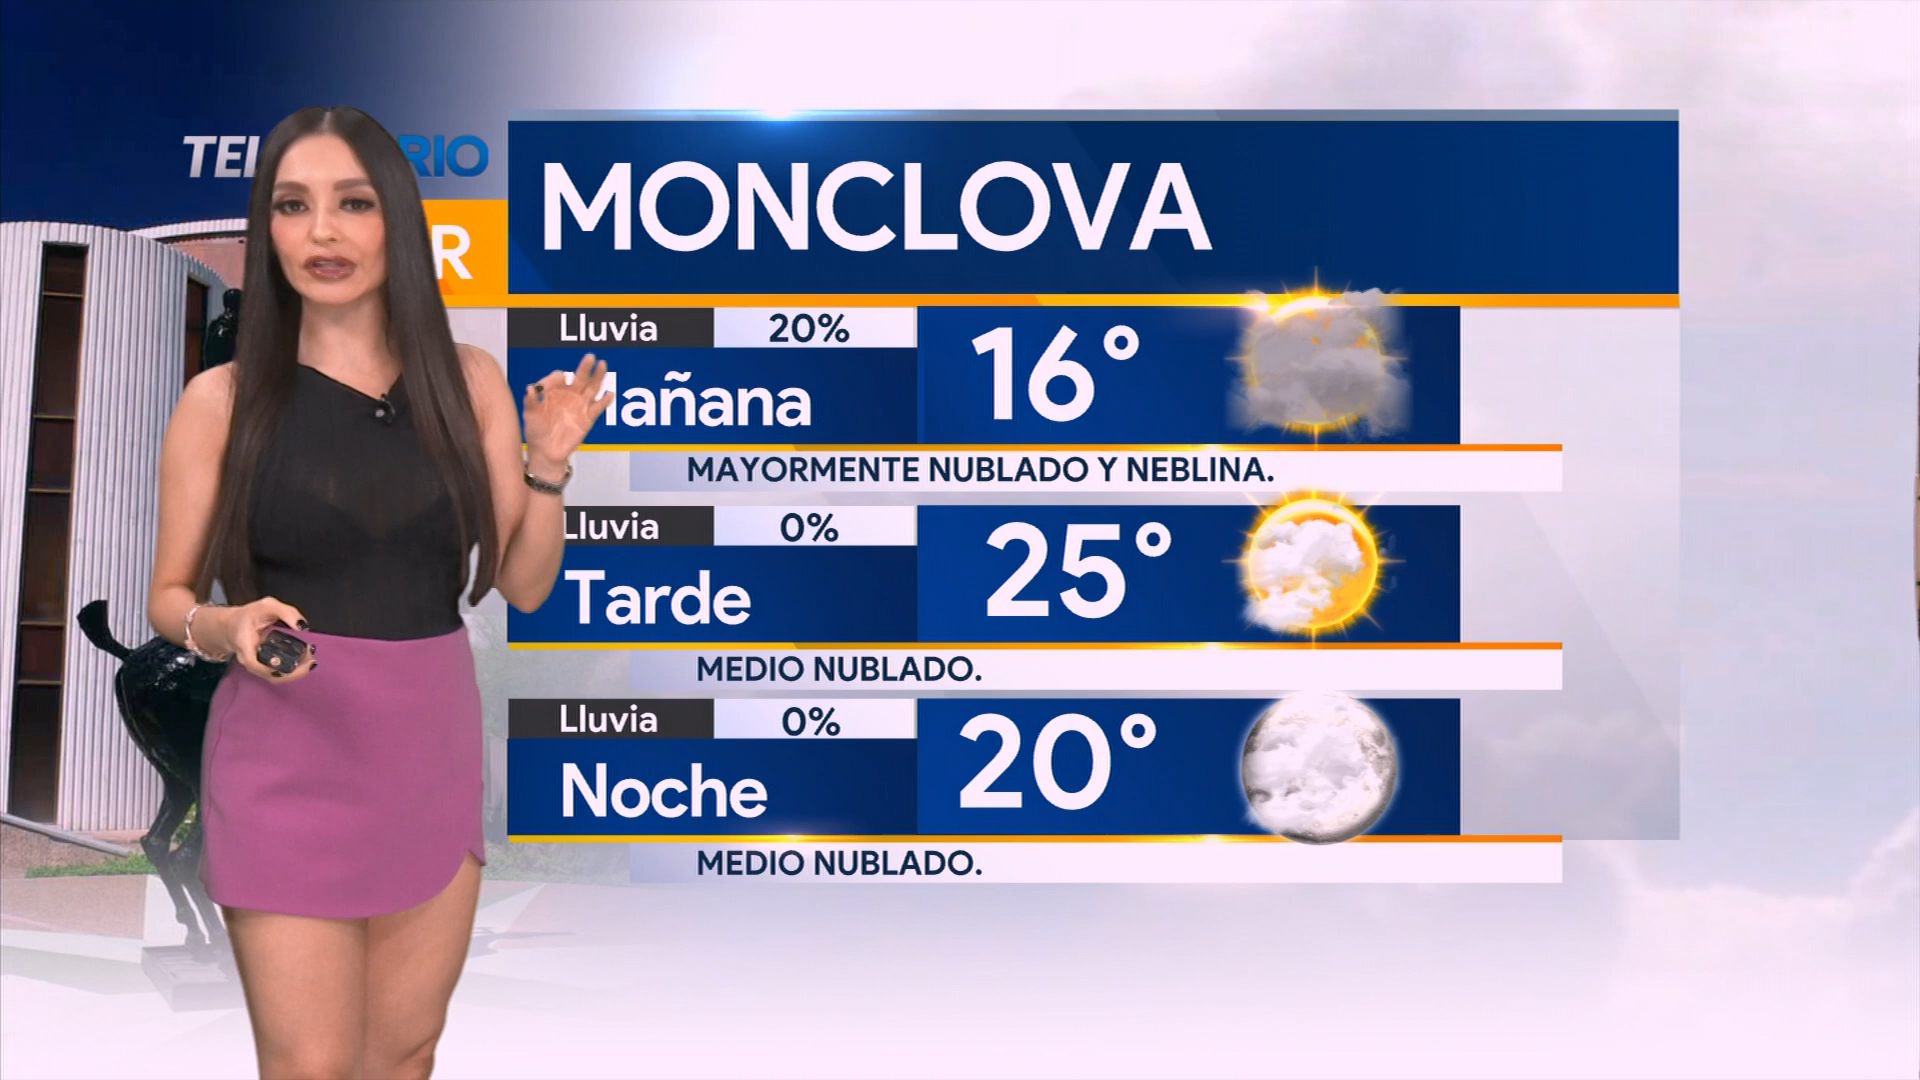 MONCLOVA
Lluvia 20%
16°
MAYORMENTE NUBLADO Y NEBLINA.
Lluvia 0%
Tarde 25°
MEDIO NUBLADO.
Lluvia 0%
Noche 20°
MEDIO NUBLADO.